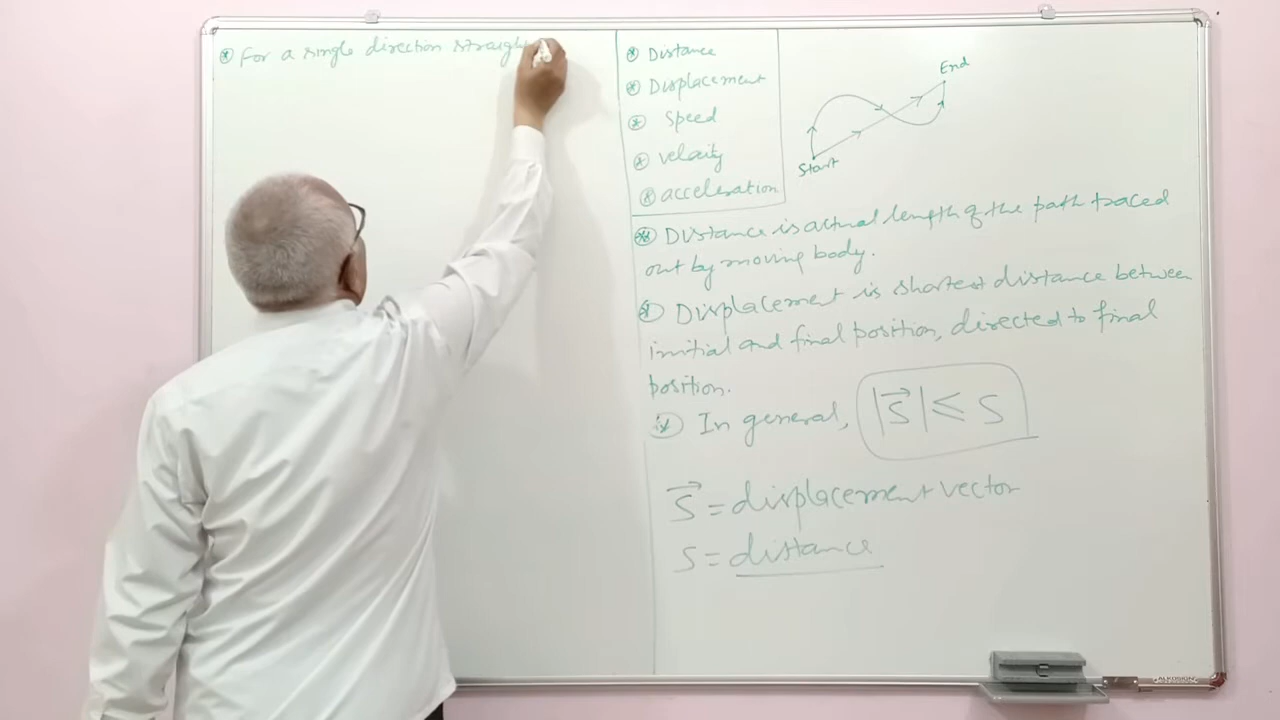 For a single direction straight
Distance
Displacement
Speed
velocity
acceleration
End
Start
Distance is actual length of the path traced
out by moving body.
Displacement is shortest distance between
initial and final position, directed to final
position.
In general, |s⃗| ≤ s
s⃗ = displacement vector
s = distance